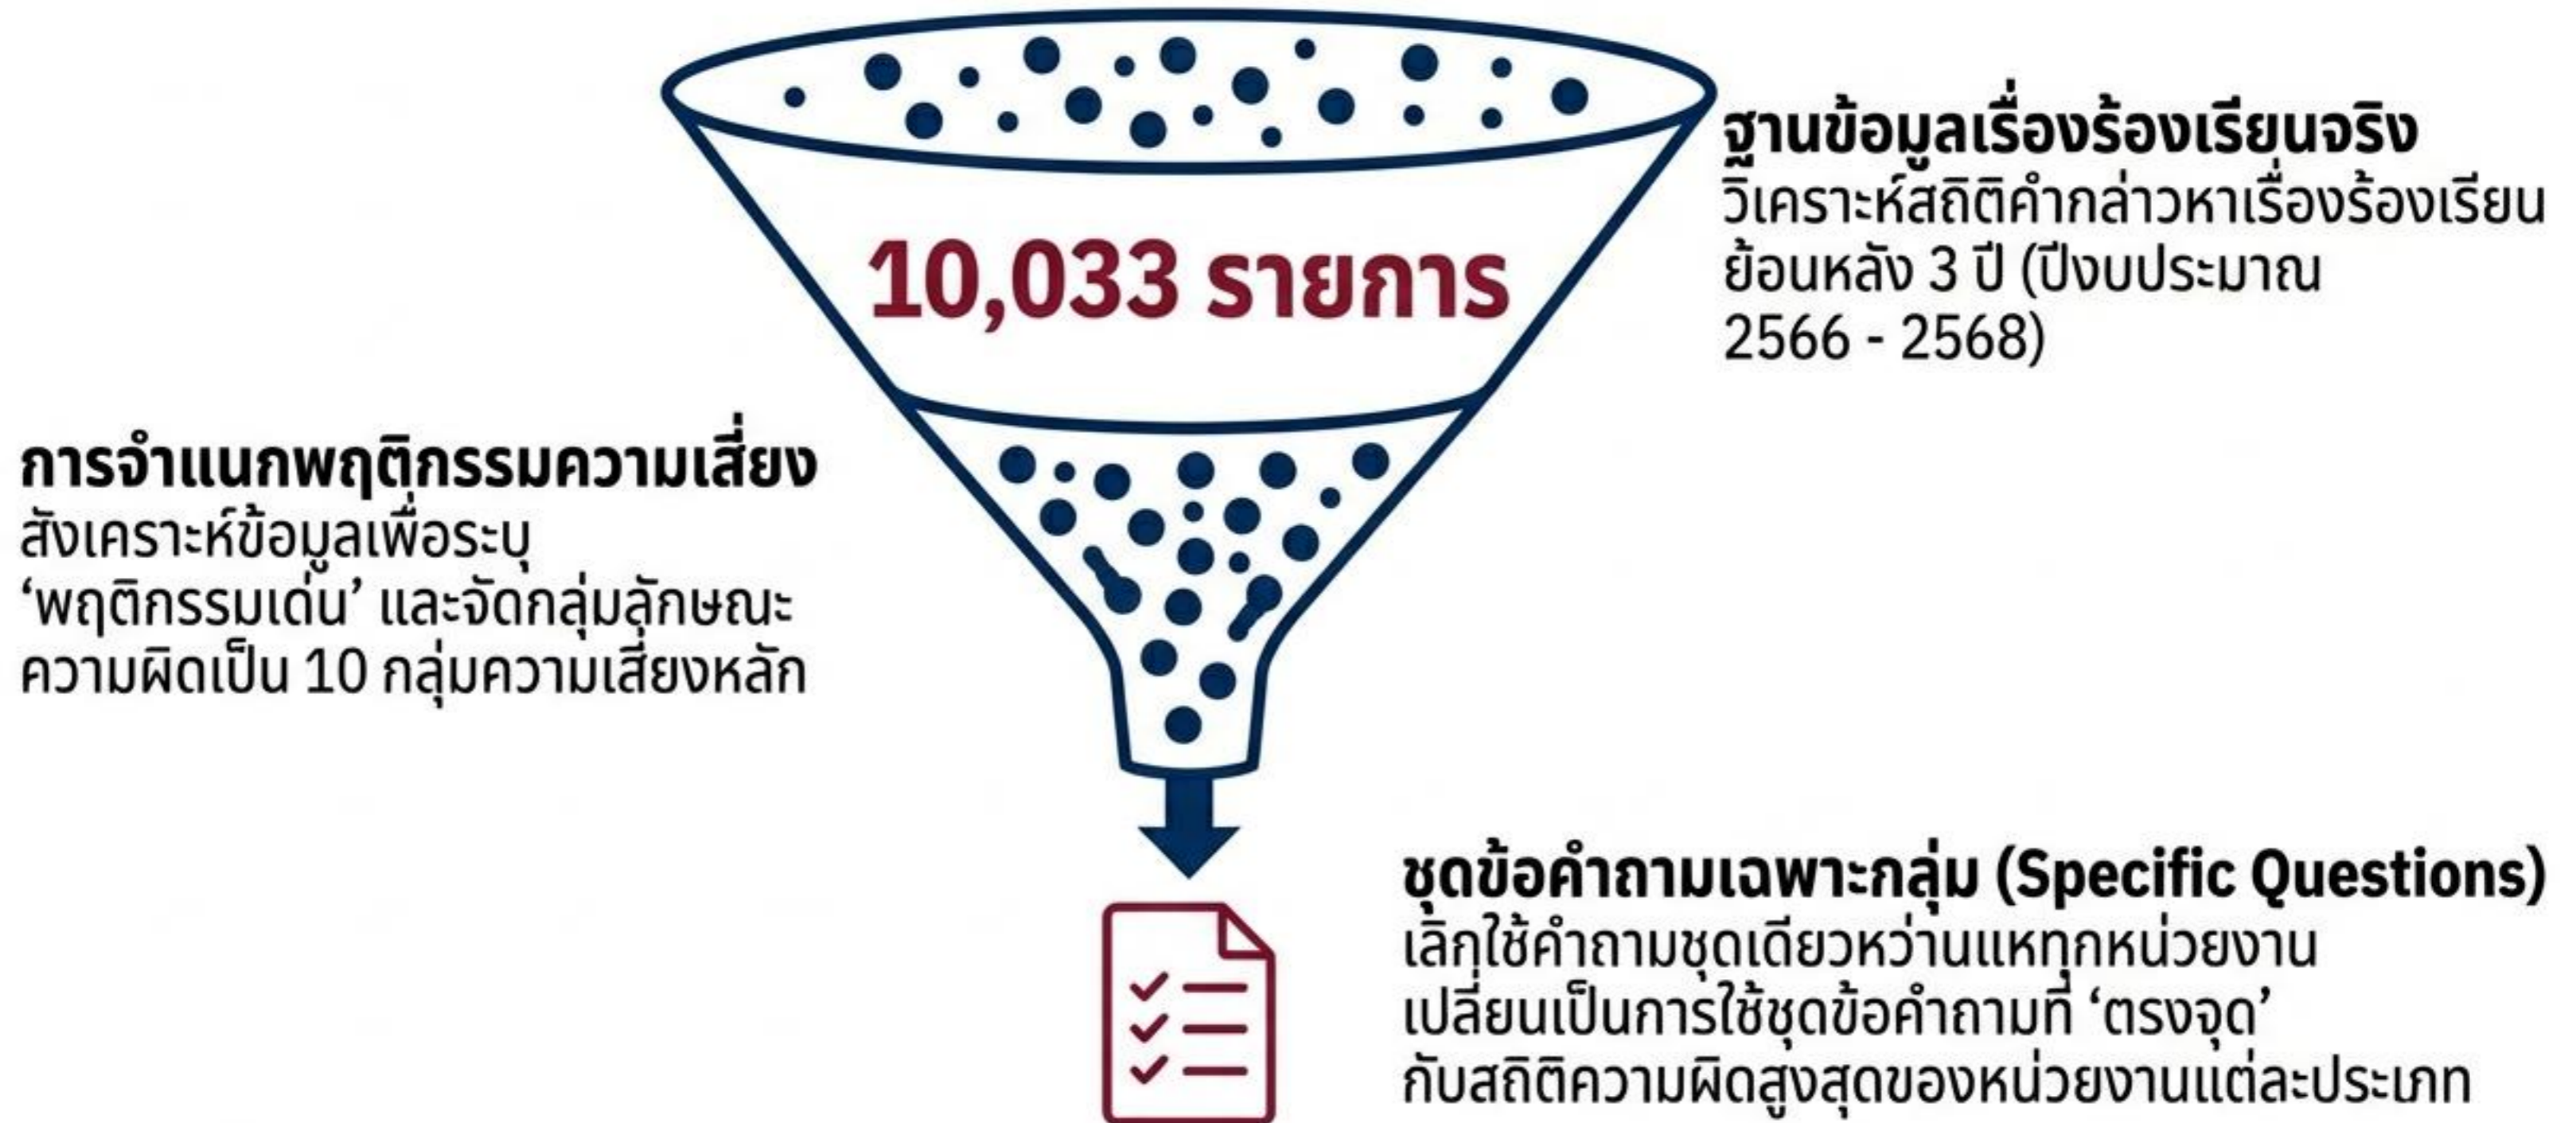 10,033 รายการ
ฐานข้อมูลเรื่องร้องเรียนจริง
วิเคราะห์สถิติคำกล่าวหาเรื่องร้องเรียน
ย้อนหลัง 3 ปี (ปีงบประมาณ
2566 - 2568)
การจำแนกพฤติกรรมความเสี่ยง
สังเคราะห์ข้อมูลเพื่อระบุ
‘พฤติกรรมเด่น’ และจัดกลุ่มลักษณะ
ความผิดเป็น 10 กลุ่มความเสี่ยงหลัก
ชุดข้อคำถามเฉพาะกลุ่ม (Specific Questions)
เลิกใช้คำถามชุดเดียวหว่านแหทุกหน่วยงาน
เปลี่ยนเป็นการใช้ชุดข้อคำถามที่ ‘ตรงจุด’
กับสถิติความผิดสูงสุดของหน่วยงานแต่ละประเภท